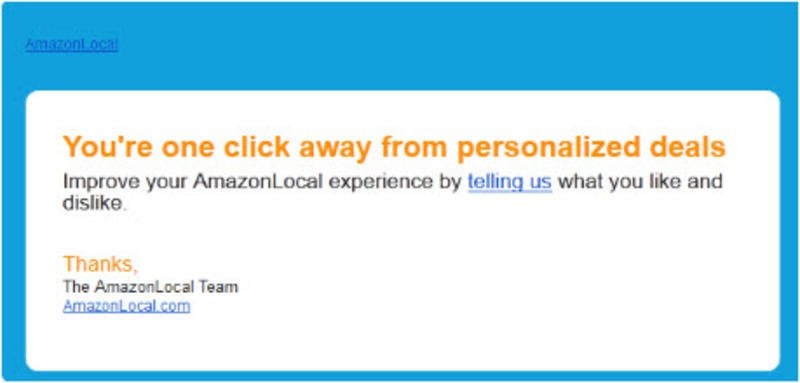 AmazonLocal
You're one click away from personalized deals
Improve your AmazonLocal experience by telling us what you like and
dislike.
Thanks,
The AmazonLocal Team
AmazonLocal.com